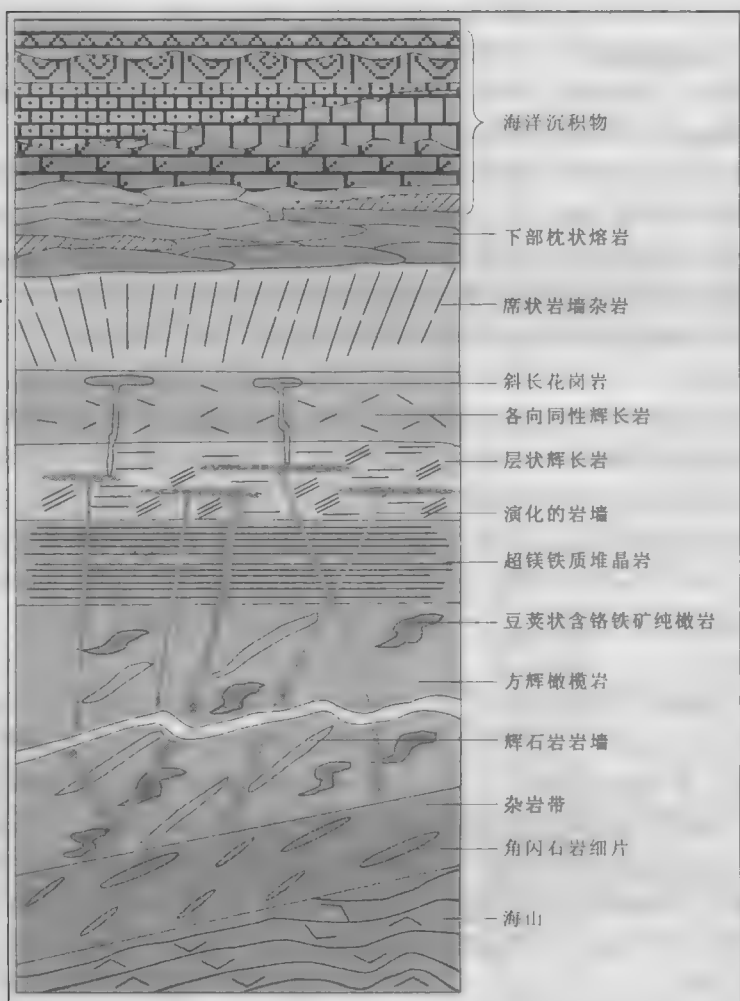 海洋沉积物
下部枕状熔岩
席状岩墙杂岩
斜长花岗岩
各向同性辉长岩
层状辉长岩
演化的岩墙
超镁铁质堆晶岩
豆荚状含铬铁矿纯橄岩
方辉橄榄岩
辉石岩岩墙
杂岩带
角闪石岩细片
海山